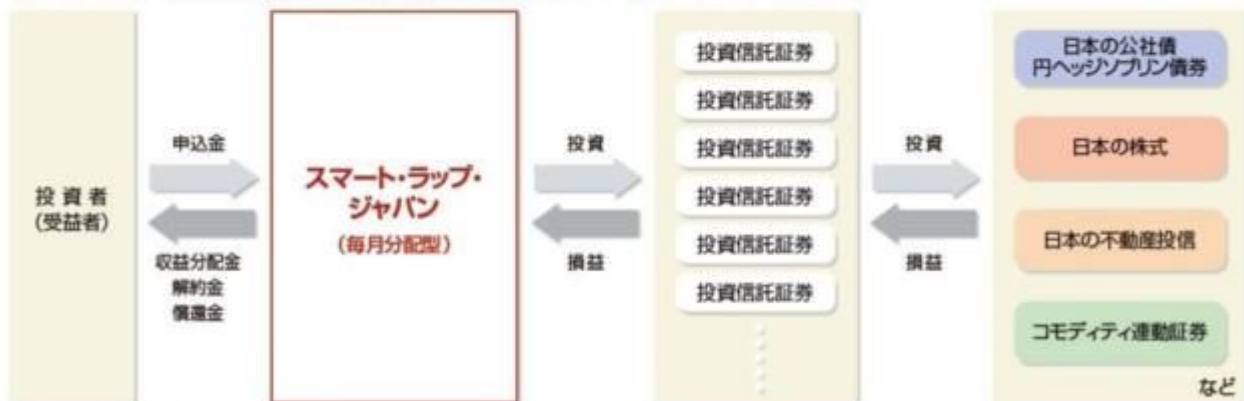 投資者
(受益者)
申込金
収益分配金
解約金
償還金
スマート・ラップ・
ジャパン
(毎月分配型)
投資
損益
投資信託証券
投資信託証券
投資信託証券
投資信託証券
投資信託証券
投資信託証券
投資
損益
日本の公社債
円ヘッジソブリン債券
日本の株式
日本の不動産投信
コモディティ連動証券
など